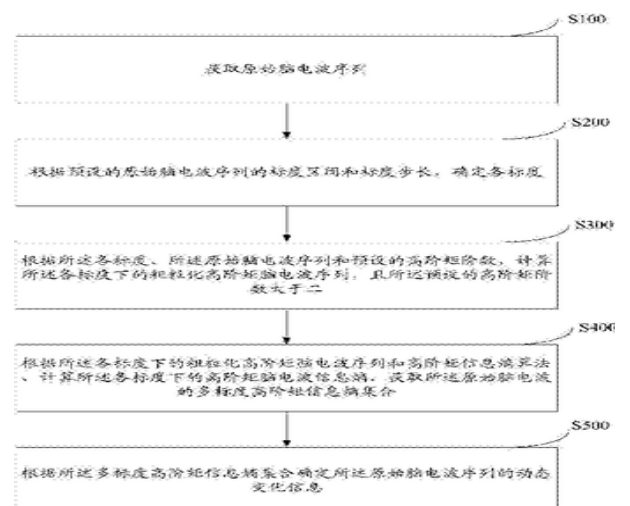 S100
获取原始脑电波序列
S200
根据预设的原始脑电波序列的标度区间和标度步长，确定各标度
S300
根据所述各标度、所述原始脑电波序列和预设的高阶矩阶数，计算
所述各标度下的粗粒化高阶矩脑电波序列，且所述预设的高阶矩阶
数大于二
S400
根据所述各标度下的粗粒化高阶矩脑电波序列和高阶矩信息熵算法
、计算所述各标度下的高阶矩脑电波信息熵，获取所述原始脑电波
的多标度高阶矩信息熵集合
S500
根据所述多标度高阶矩信息熵集合确定所述原始脑电波序列的动态
变化信息